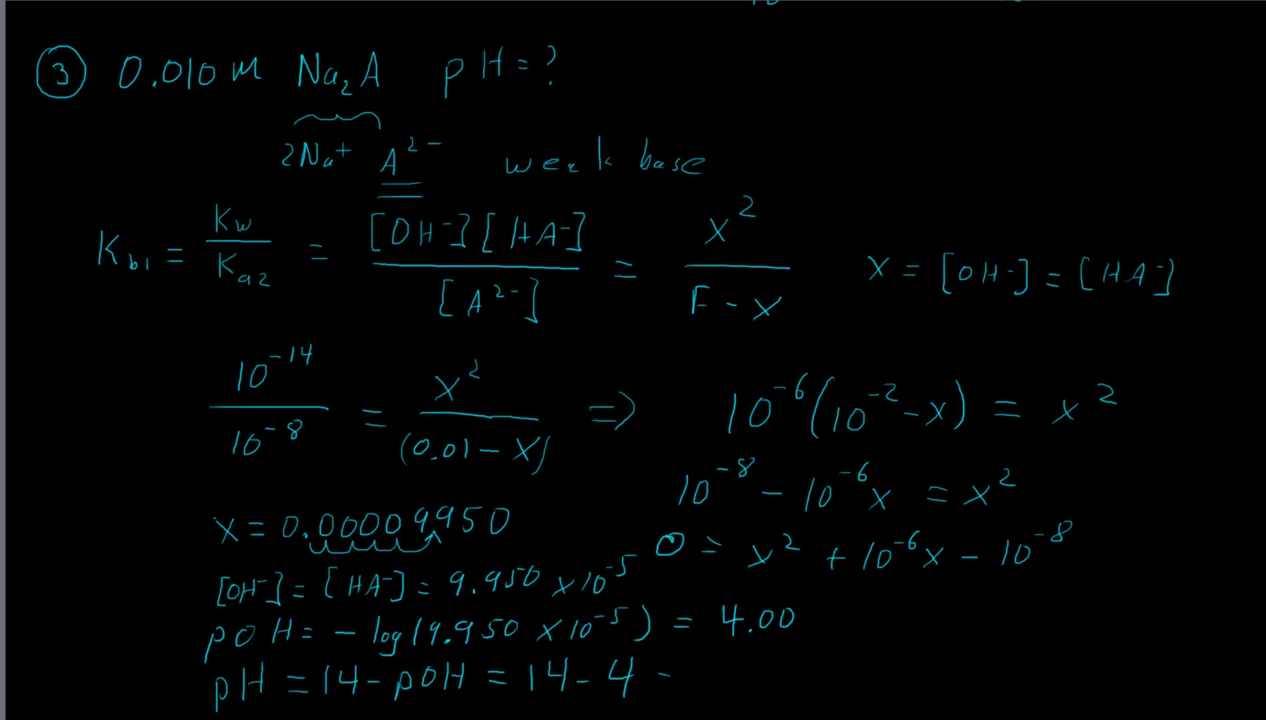 ③ 0.010 M Na₂A pH = ?
2Na⁺ A²⁻ weak base
K_b1 = Kw/K_a2 = [OH⁻][HA⁻]/[A²⁻] = x²/(F - x) x = [OH⁻] = [HA⁻]
10⁻¹⁴/10⁻⁸ = x²/(0.01 - x) ⇒ 10⁻⁶(10⁻² - x) = x²
10⁻⁸ - 10⁻⁶x = x²
x = 0.00009950
0 = x² + 10⁻⁶x - 10⁻⁸
[OH⁻] = [HA⁻] = 9.950 × 10⁻⁵
pOH = - log(9.950 × 10⁻⁵) = 4.00
pH = 14 - pOH = 14 - 4 -